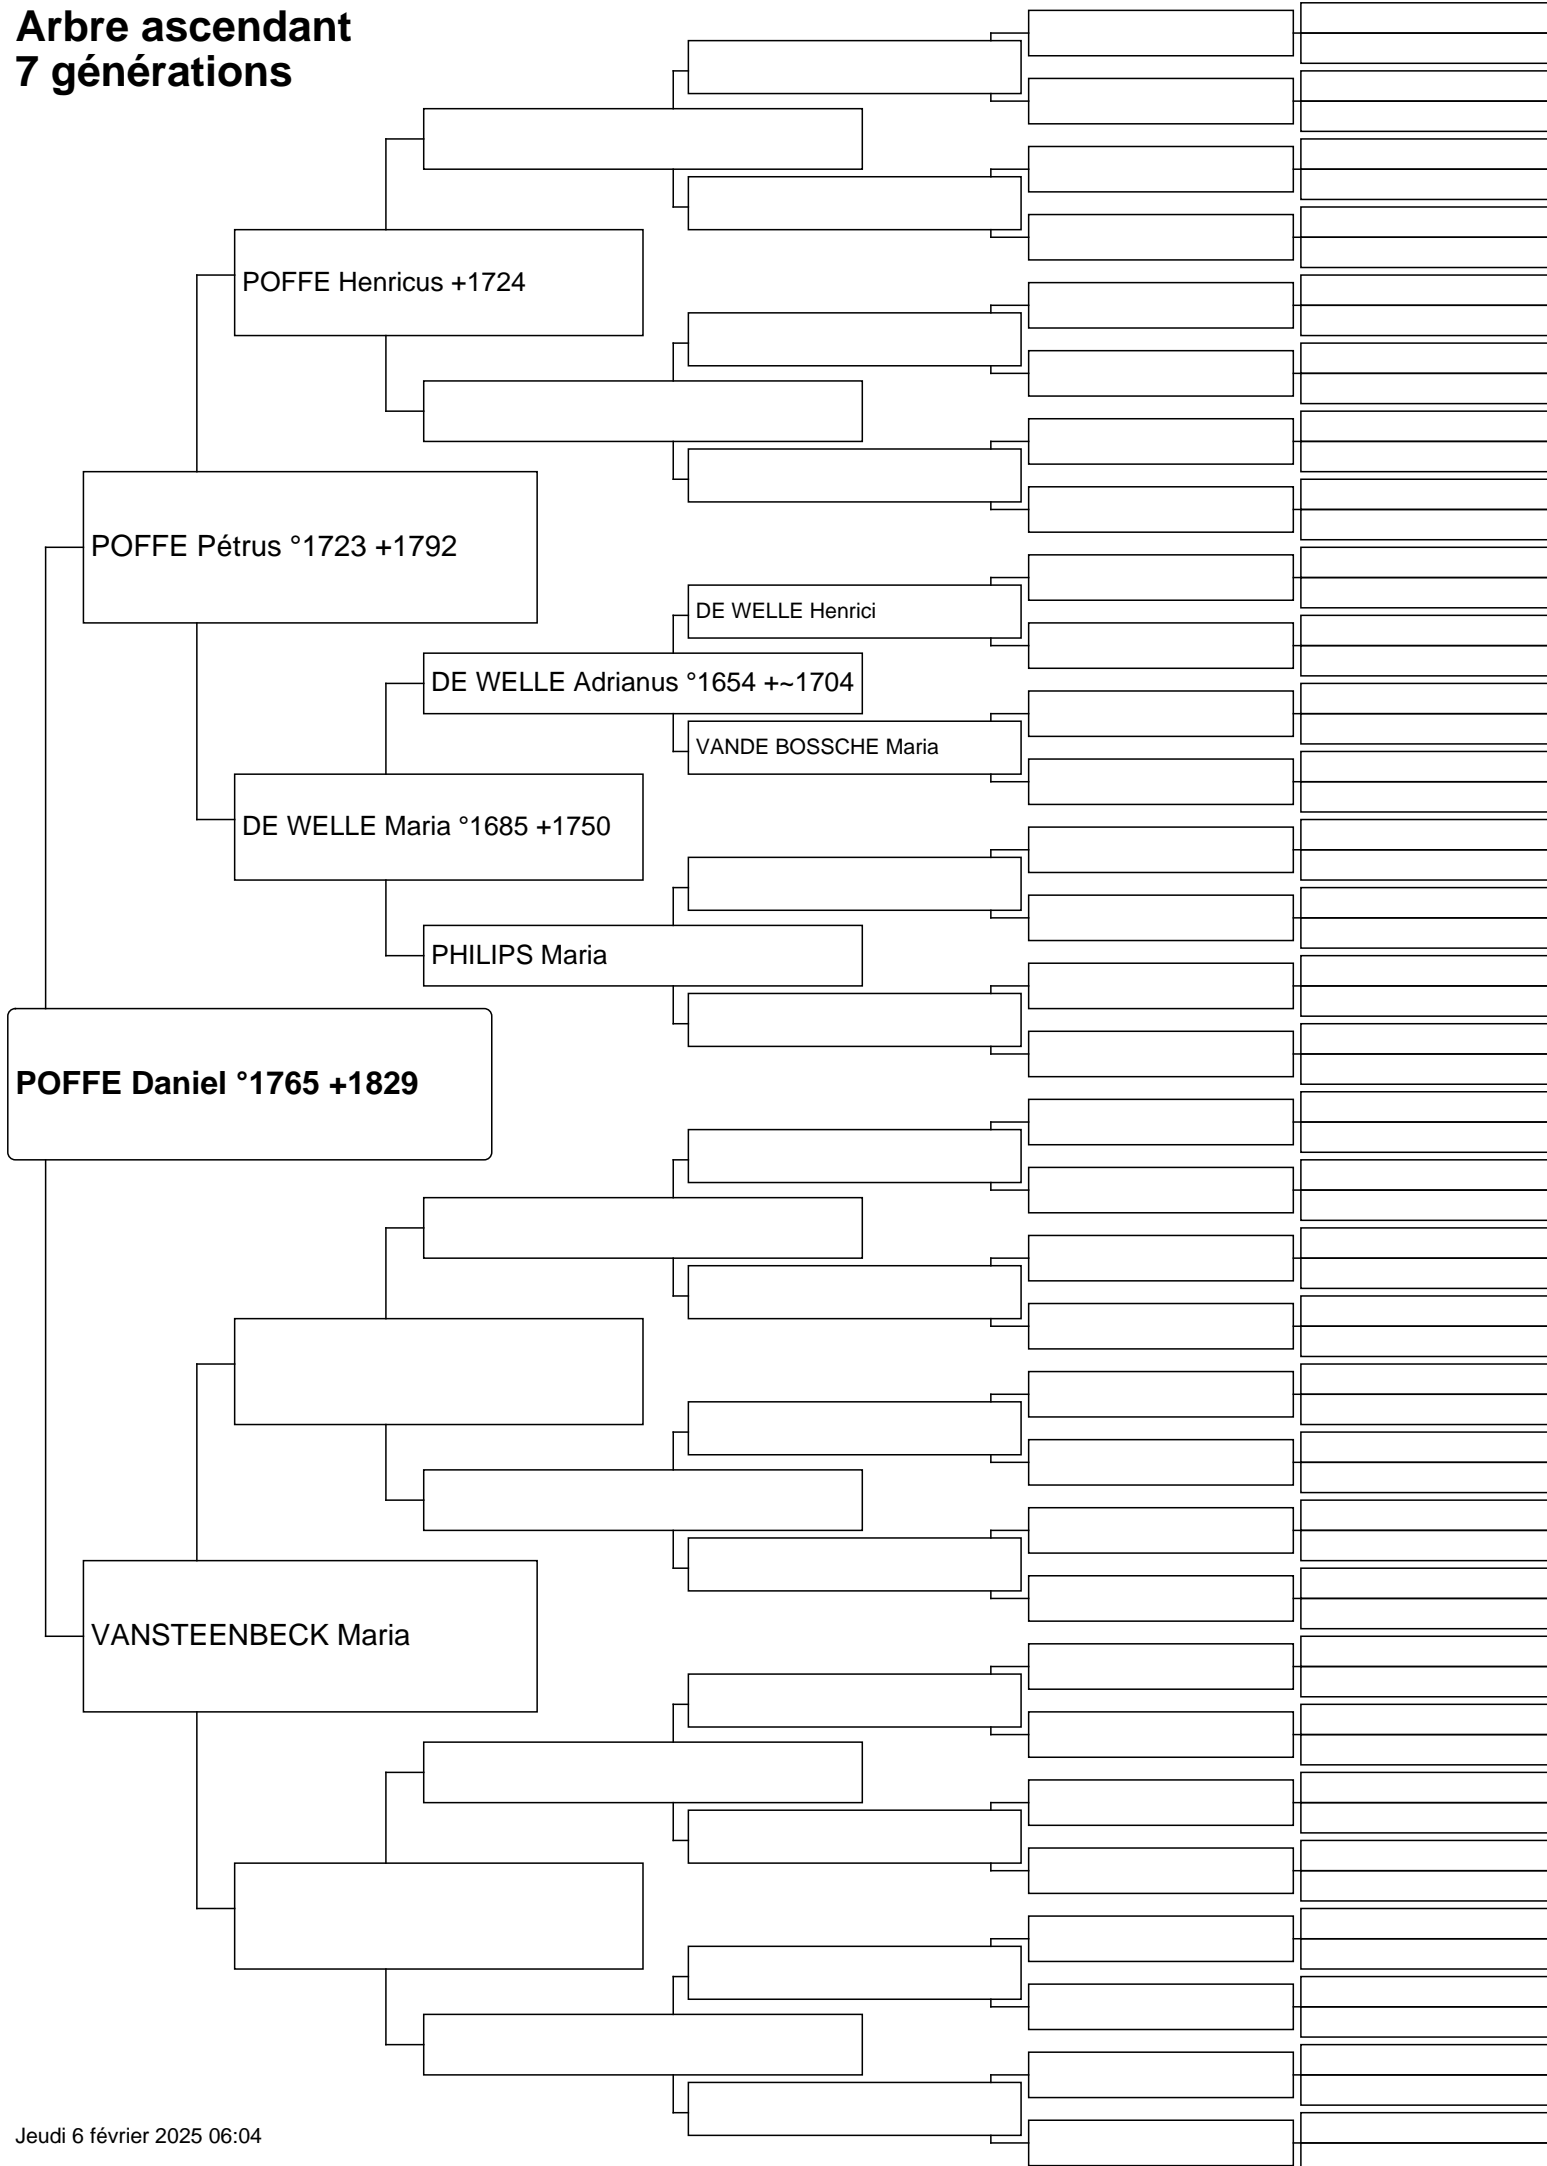 Arbre ascendant
7 générations
POFFE Henricus +1724
POFFE Pétrus °1723 +1792
DE WELLE Henrici
DE WELLE Adrianus °1654 +~1704
VANDE BOSSCHE Maria
DE WELLE Maria °1685 +1750
PHILIPS Maria
POFFE Daniel °1765 +1829
VANSTEENBECK Maria
Jeudi 6 février 2025 06:04